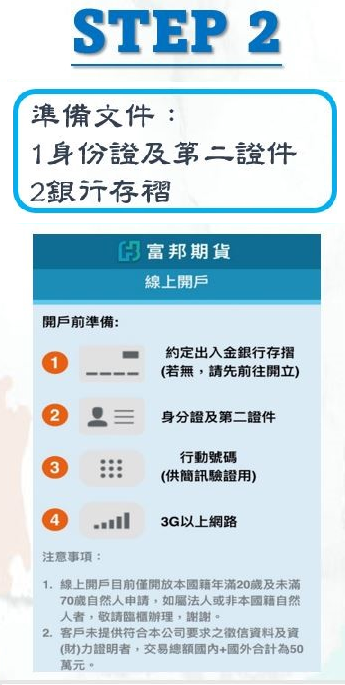 STEP 2
準備文件：
1身份證及第二證件
2銀行存褶
富邦期貨
線上開戶
開戶前準備:
1
約定出入金銀行存摺
(若無，請先前往開立)
2
身分證及第二證件
3
行動號碼
(供簡訊驗證用)
4
3G以上網路
注意事項：
1. 線上開戶目前僅開放本國籍年滿20歲及未滿
70歲自然人申請，如屬法人或非本國籍自然
人者，敬請臨櫃辦理，謝謝。
2. 客戶未提供符合本公司要求之徵信資料及資
(財)力證明者，交易總額國內+國外合計為50
萬元。